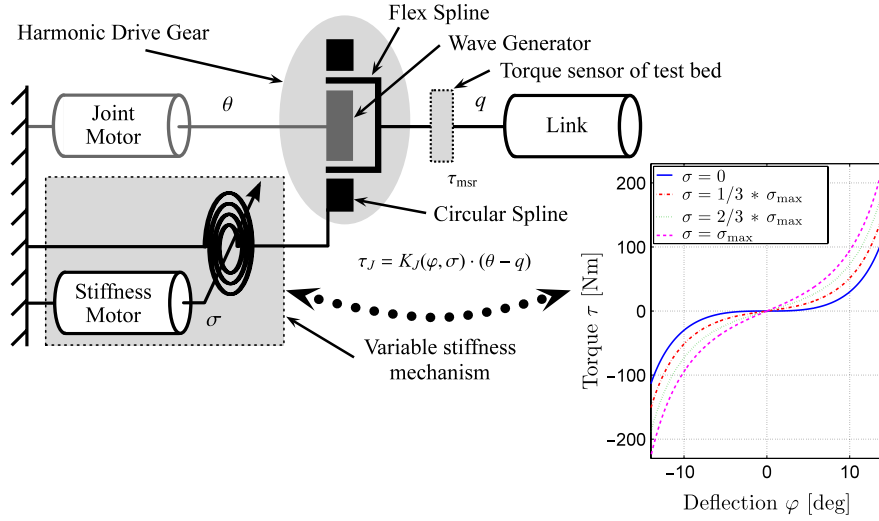 Flex Spline
Harmonic Drive Gear
Wave Generator
Torque sensor of test bed
Joint
Motor
θ
q
Link
τmsr
Circular Spline
τJ = KJ(φ, σ) · (θ − q)
Stiffness
Motor
σ
Variable stiffness
mechanism
σ = 0
σ = 1/3 * σmax
σ = 2/3 * σmax
σ = σmax
200
100
0
−100
−200
Torque τ [Nm]
−10
0
10
Deflection φ [deg]